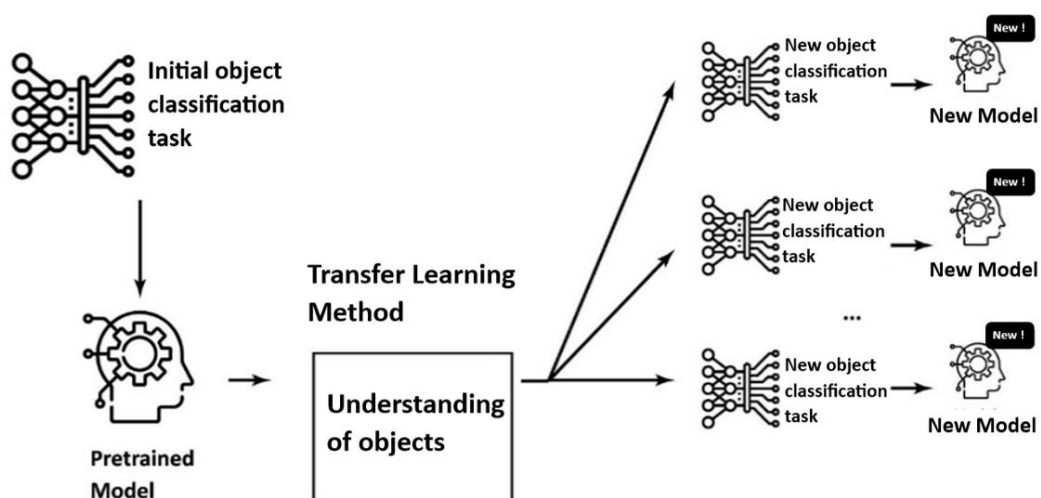 Initial object
classification
task
Pretrained
Model
Transfer Learning
Method
Understanding
of objects
New object
classification
task
New !
New Model
New object
classification
task
New !
New Model
...
New object
classification
task
New !
New Model